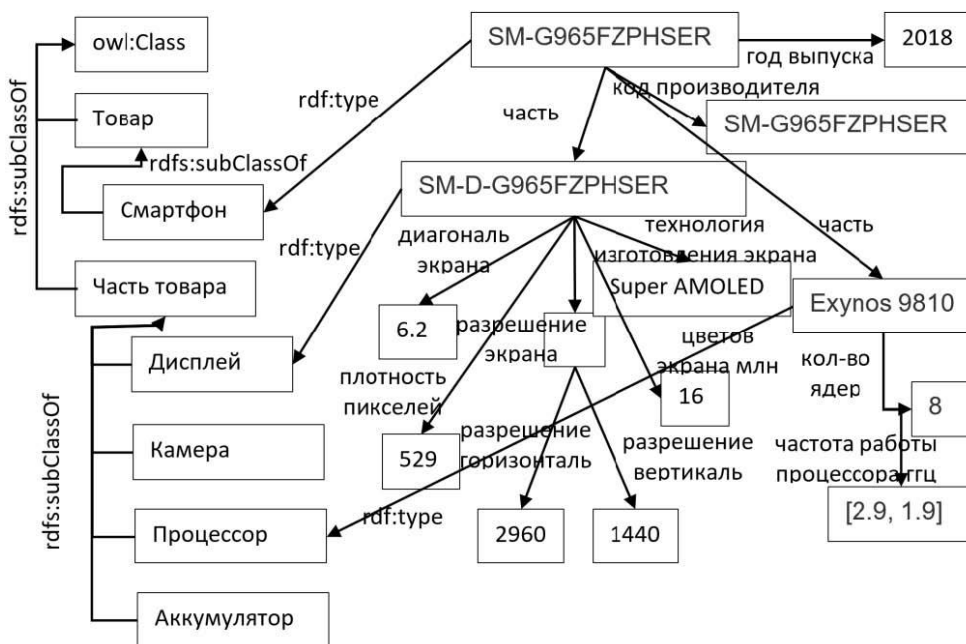 owl:Class
SM-G965FZPHSER
2018
год выпуска
rdf:type
код производителя
Товар
часть
SM-G965FZPHSER
rdfs:subClassOf
rdfs:subClassOf
SM-D-G965FZPHSER
Смартфон
диагональ
экрана
технология
изготовления экрана
часть
rdf:type
Часть товара
Super AMOLED
Exynos 9810
6.2
разрешение
экрана
цветов
экрана млн
кол-во
ядер
Дисплей
плотность
пикселей
16
8
Камера
529
разрешение
горизонталь
разрешение
вертикаль
частота работы
процессора ггц
rdfs:subClassOf
rdf:type
Процессор
2960
1440
[2.9, 1.9]
Аккумулятор